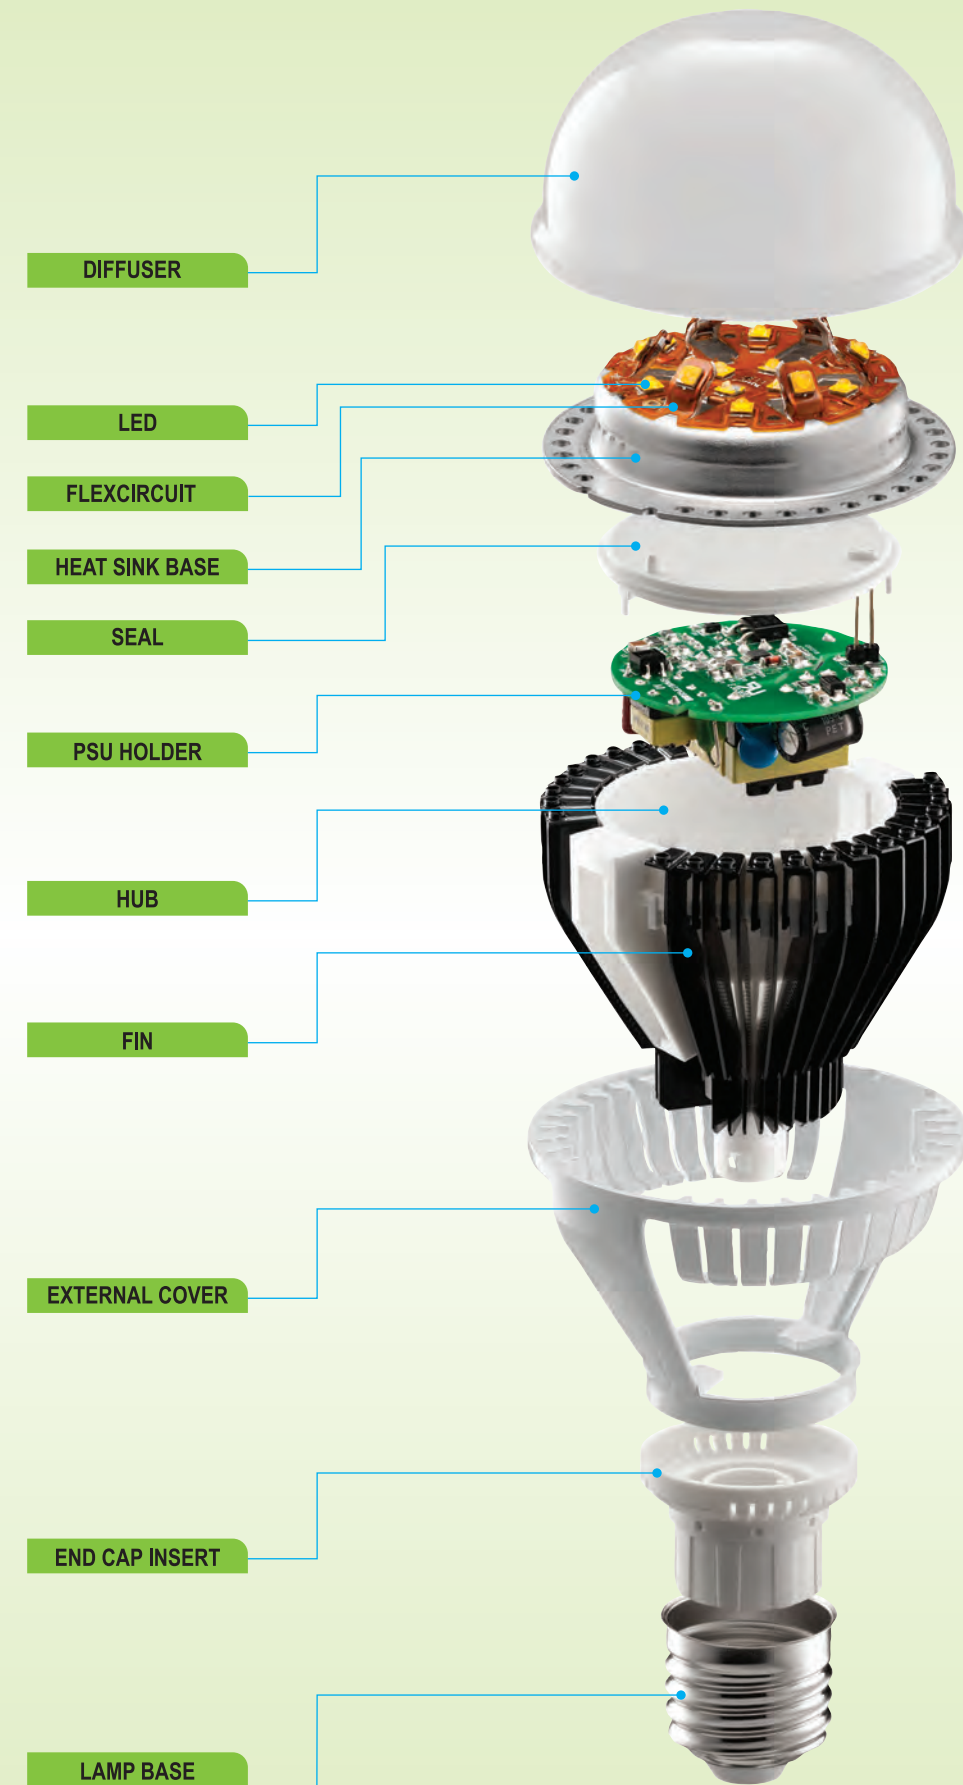 DIFFUSER
LED
FLEXCIRCUIT
HEAT SINK BASE
SEAL
PSU HOLDER
HUB
FIN
EXTERNAL COVER
END CAP INSERT
LAMP BASE